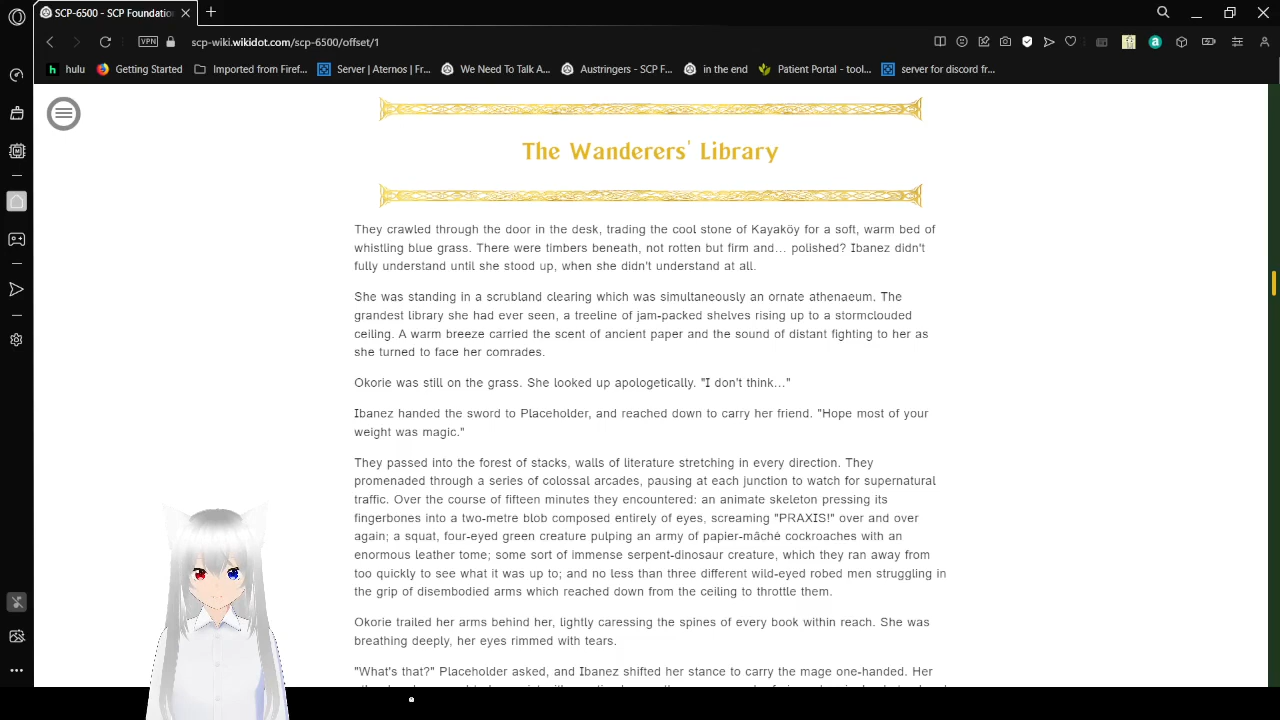 SCP-6500 - SCP Foundatio
scp-wiki.wikidot.com/scp-6500/offset/1
VPN
hulu
Getting Started
Imported from Firef...
Server | Aternos | Fr...
We Need To Talk A...
Austringers - SCP F...
in the end
Patient Portal - tool...
server for discord fr...
The Wanderers' Library
They crawled through the door in the desk, trading the cool stone of Kayaköy for a soft, warm bed of
whistling blue grass. There were timbers beneath, not rotten but firm and… polished? Ibanez didn't
fully understand until she stood up, when she didn't understand at all.
She was standing in a scrubland clearing which was simultaneously an ornate athenaeum. The
grandest library she had ever seen, a treeline of jam-packed shelves rising up to a stormclouded
ceiling. A warm breeze carried the scent of ancient paper and the sound of distant fighting to her as
she turned to face her comrades.
Okorie was still on the grass. She looked up apologetically. "I don't think…"
Ibanez handed the sword to Placeholder, and reached down to carry her friend. "Hope most of your
weight was magic."
They passed into the forest of stacks, walls of literature stretching in every direction. They
promenaded through a series of colossal arcades, pausing at each junction to watch for supernatural
traffic. Over the course of fifteen minutes they encountered: an animate skeleton pressing its
fingerbones into a two-metre blob composed entirely of eyes, screaming "PRAXIS!" over and over
again; a squat, four-eyed green creature pulping an army of papier-mâché cockroaches with an
enormous leather tome; some sort of immense serpent-dinosaur creature, which they ran away from
too quickly to see what it was up to; and no less than three different wild-eyed robed men struggling in
the grip of disembodied arms which reached down from the ceiling to throttle them.
Okorie trailed her arms behind her, lightly caressing the spines of every book within reach. She was
breathing deeply, her eyes rimmed with tears.
"What's that?" Placeholder asked, and Ibanez shifted her stance to carry the mage one-handed. Her